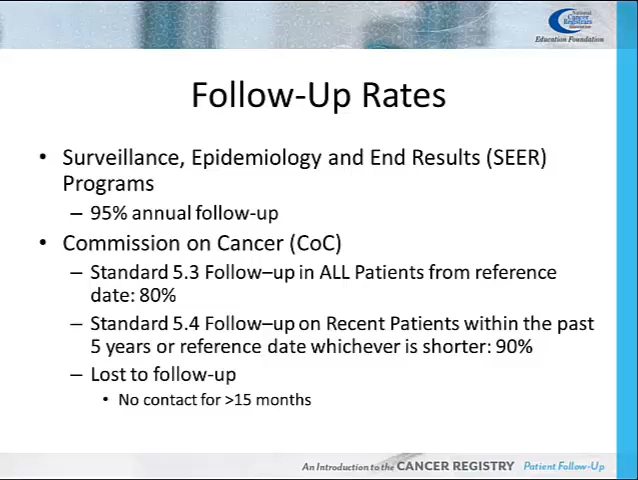 National
Cancer
Registrars
Education Foundation
Follow-Up Rates
• Surveillance, Epidemiology and End Results (SEER)
Programs
– 95% annual follow-up
• Commission on Cancer (CoC)
– Standard 5.3 Follow–up in ALL Patients from reference
date: 80%
– Standard 5.4 Follow–up on Recent Patients within the past
5 years or reference date whichever is shorter: 90%
– Lost to follow-up
• No contact for >15 months
An Introduction to the CANCER REGISTRY Patient Follow-Up